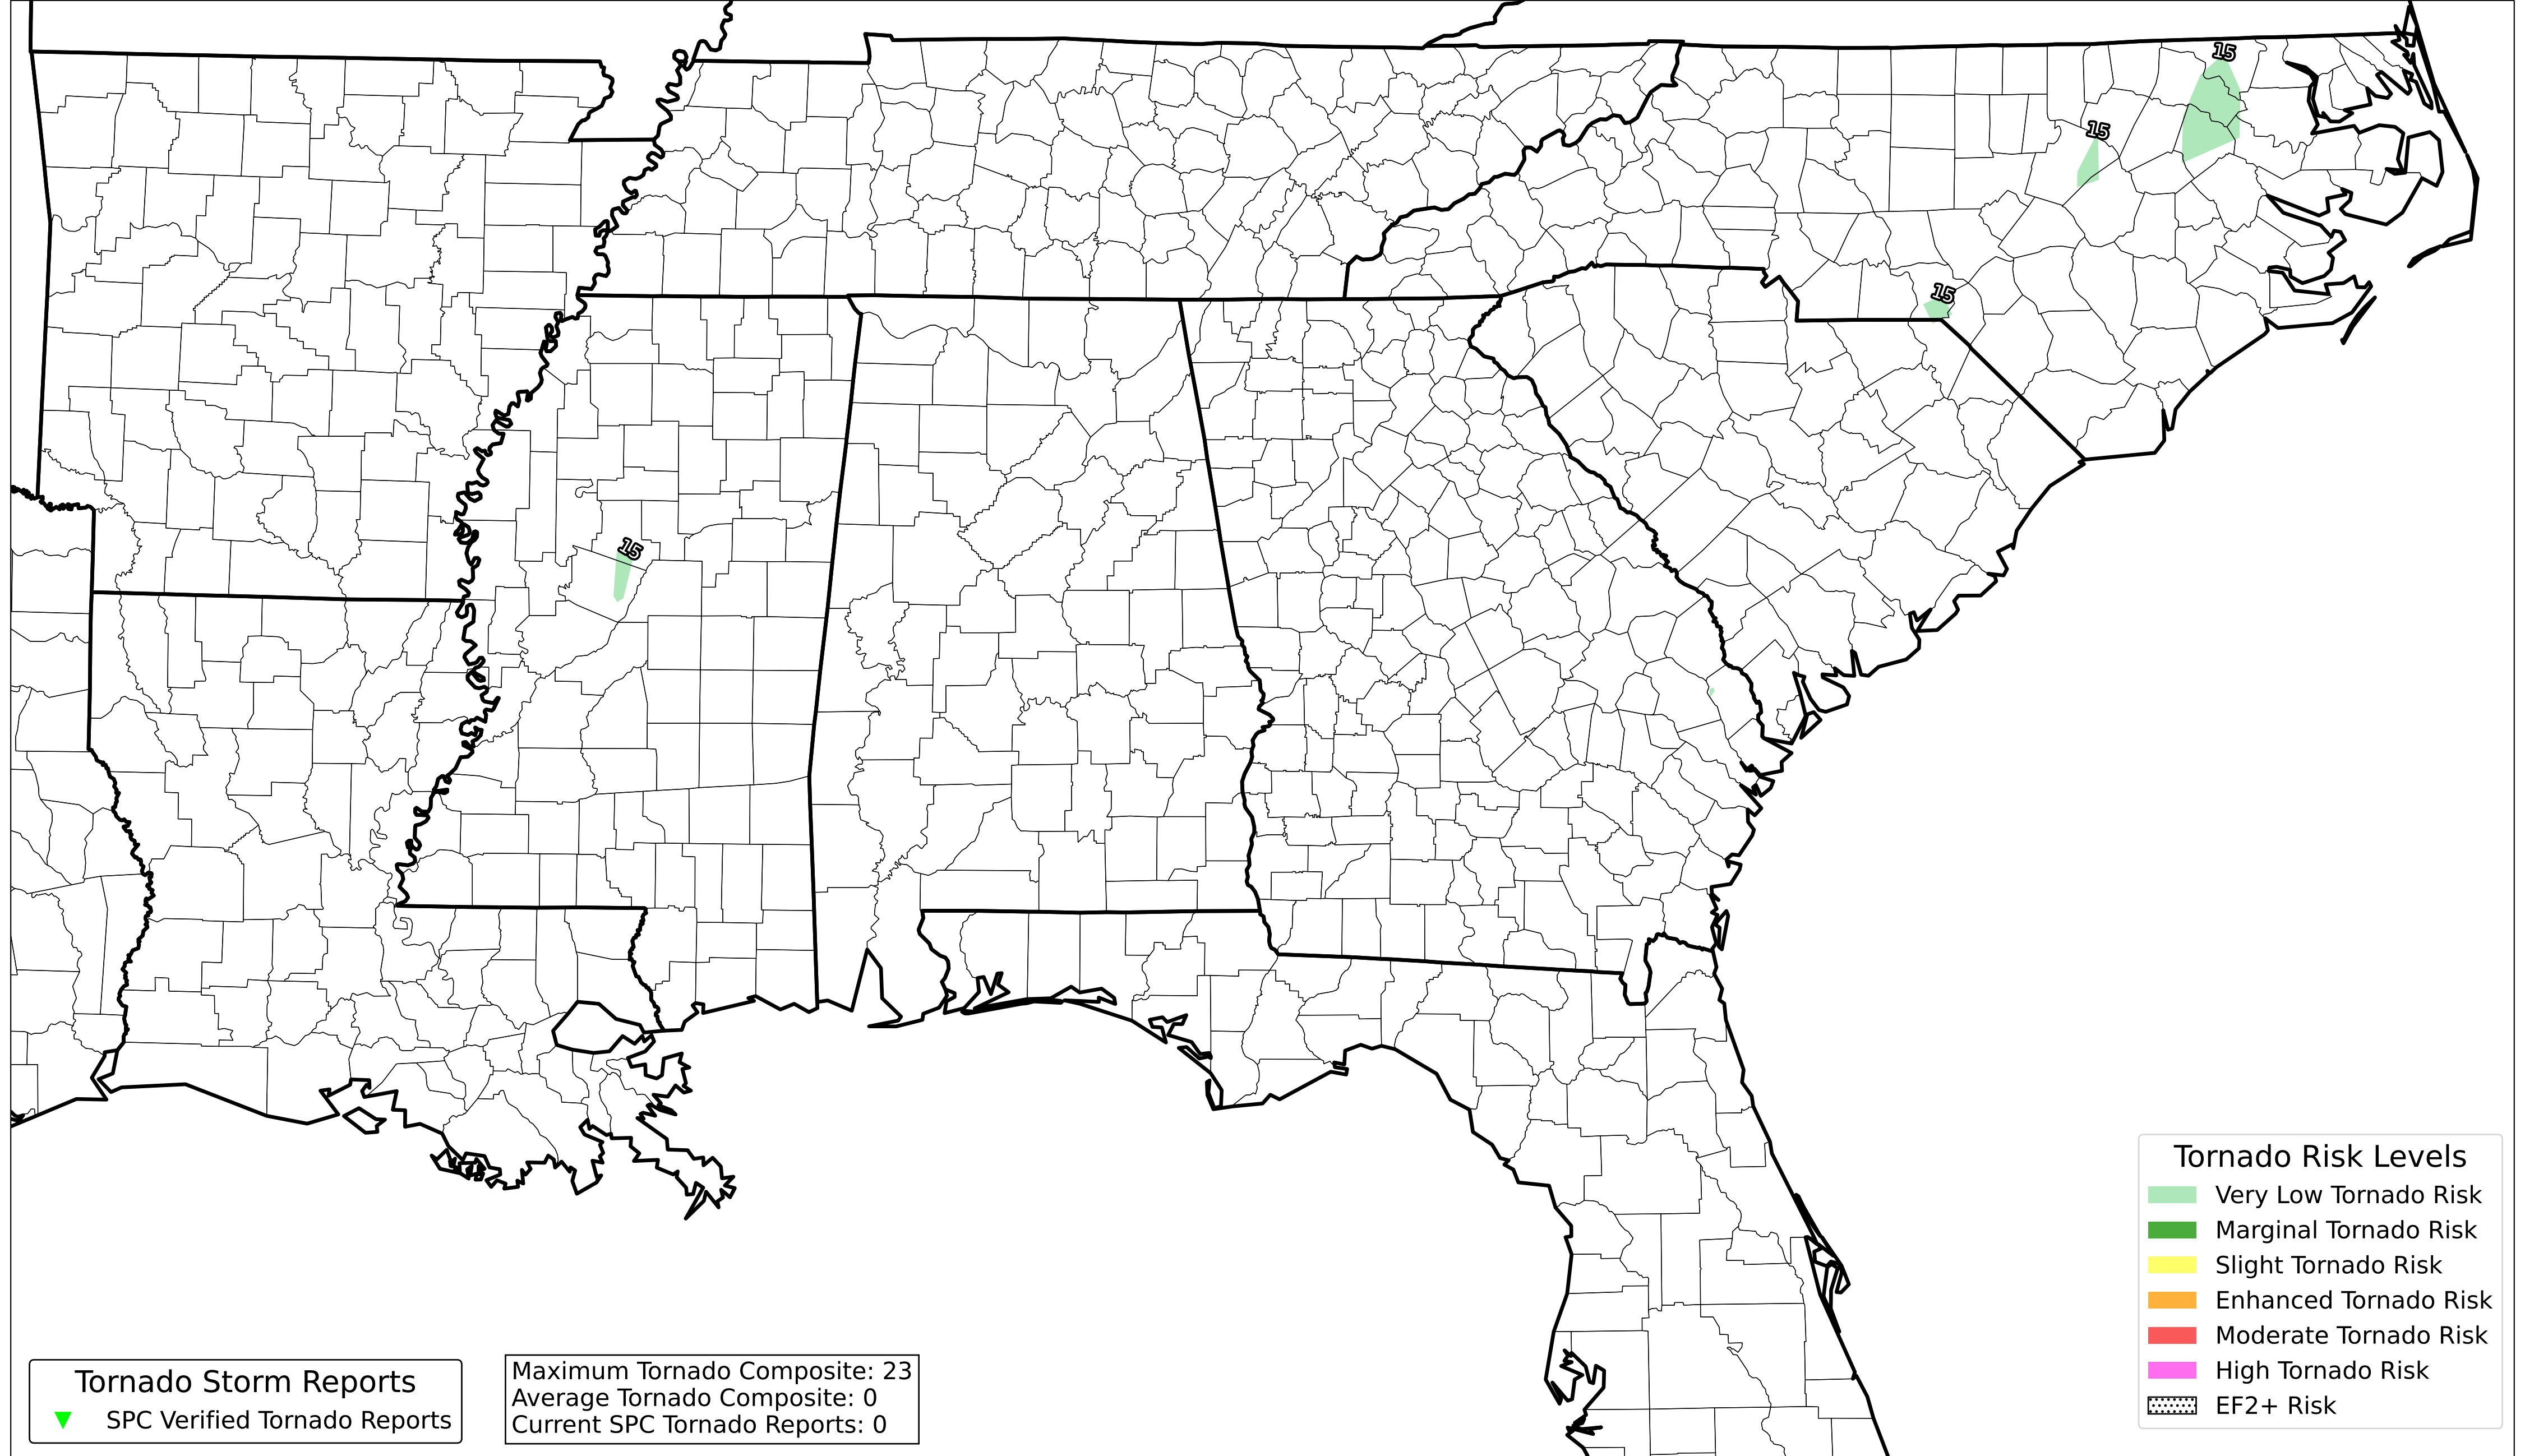 15
15
15
15
Tornado Risk Levels
Very Low Tornado Risk
Marginal Tornado Risk
Slight Tornado Risk
Enhanced Tornado Risk
Moderate Tornado Risk
High Tornado Risk
EF2+ Risk
Tornado Storm Reports
SPC Verified Tornado Reports
Maximum Tornado Composite: 23
Average Tornado Composite: 0
Current SPC Tornado Reports: 0